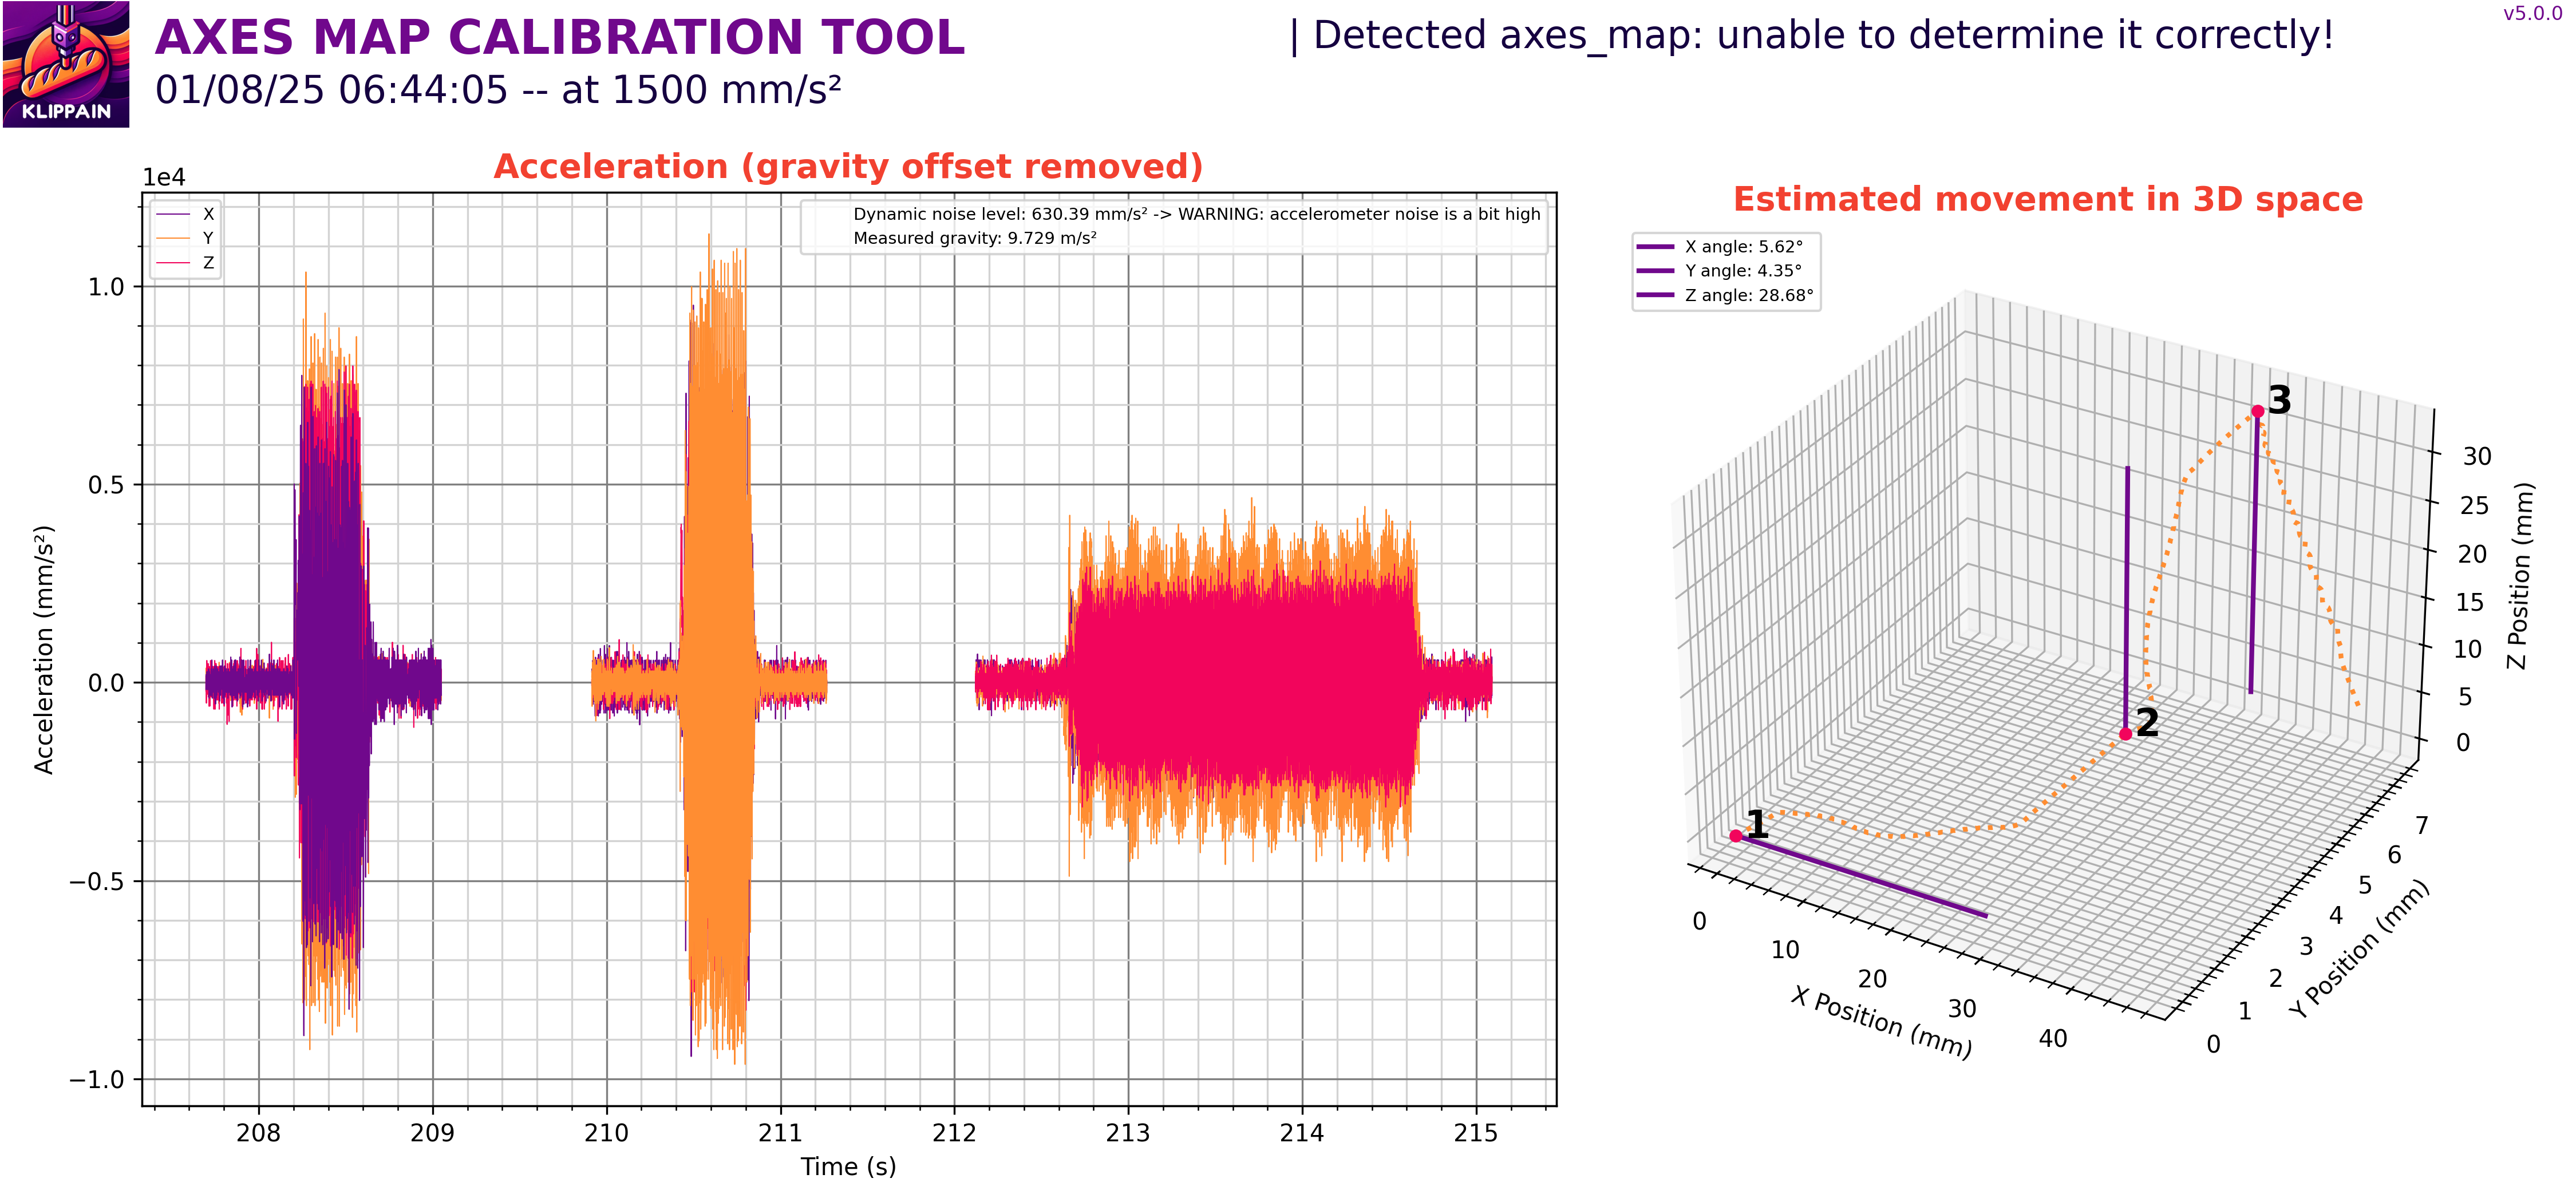 KLIPPAIN
AXES MAP CALIBRATION TOOL
01/08/25 06:44:05 -- at 1500 mm/s²
| Detected axes_map: unable to determine it correctly!
v5.0.0
Acceleration (gravity offset removed)
1e4
X
Y
Z
Dynamic noise level: 630.39 mm/s² -> WARNING: accelerometer noise is a bit high
Measured gravity: 9.729 m/s²
Acceleration (mm/s²)
1.0
0.5
0.0
−0.5
−1.0
208 209 210 211 212 213 214 215
Time (s)
Estimated movement in 3D space
X angle: 5.62°
Y angle: 4.35°
Z angle: 28.68°
1
2
3
0 10 20 30 40
X Position (mm)
0 1 2 3 4 5 6 7
Y Position (mm)
0 5 10 15 20 25 30
Z Position (mm)